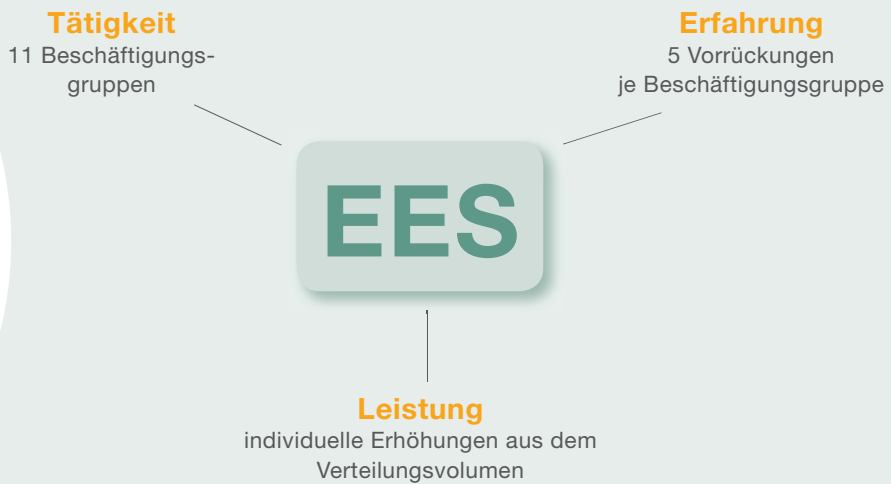 Tätigkeit
11 Beschäftigungs-
gruppen
Erfahrung
5 Vorrückungen
je Beschäftigungsgruppe
EES
Leistung
individuelle Erhöhungen aus dem
Verteilungsvolumen